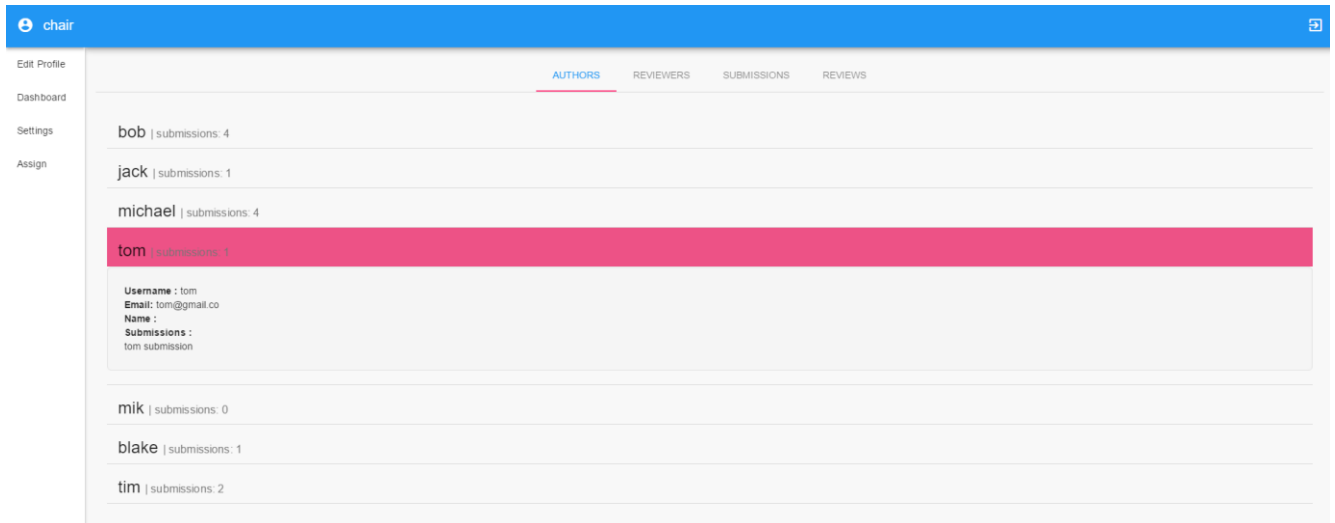 chair
Edit Profile
Dashboard
Settings
Assign
AUTHORS REVIEWERS SUBMISSIONS REVIEWS
bob | submissions: 4
jack | submissions: 1
michael | submissions: 4
tom | submissions: 1
Username : tom
Email: tom@gmail.co
Name :
Submissions :
tom submission
mik | submissions: 0
blake | submissions: 1
tim | submissions: 2